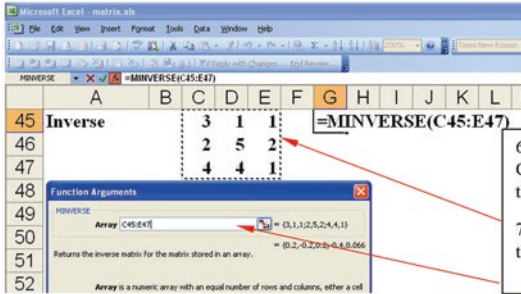 Microsoft Excel - matrix.xls
File Edit View Insert Format Tools Data Window Help
200% Times New Roman
Reply with Changes... End Review...
MINVERSE =MINVERSE(C45:E47)
A B C D E F G H I J K L
45 Inverse 3 1 1 =MINVERSE(C45:E47)
46 2 5 2
47 4 4 1
48
49
50
51
52
Function Arguments
MINVERSE
Array C45:E47 = {3,1,1;2,5,2;4,4,1}
= {0.2,-0.2,0.2;-0.4,0.066
Returns the inverse matrix for the matrix stored in an array.
Array is a numeric array with an equal number of rows and columns, either a cell